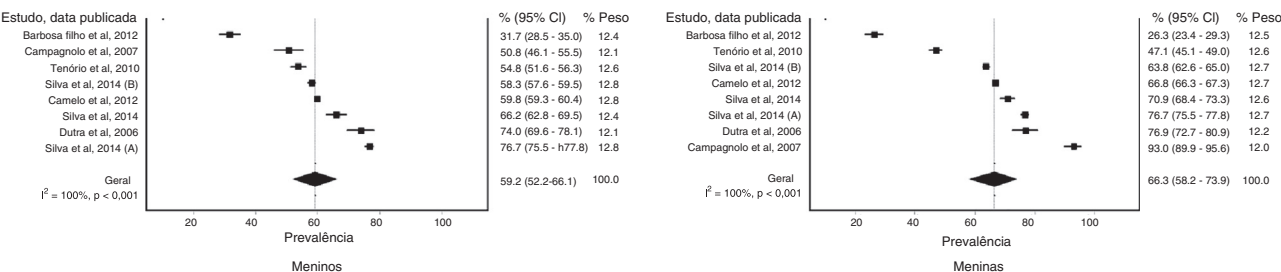 Estudo, data publicada % (95% CI) % Peso
Barbosa filho et al, 2012 31.7 (28.5 - 35.0) 12.4
Campagnolo et al, 2007 50.8 (46.1 - 55.5) 12.1
Tenório et al, 2010 54.8 (51.6 - 56.3) 12.6
Silva et al, 2014 (B) 58.3 (57.6 - 59.5) 12.8
Camelo et al, 2012 59.8 (59.3 - 60.4) 12.8
Silva et al, 2014 66.2 (62.8 - 69.5) 12.4
Dutra et al, 2006 74.0 (69.6 - 78.1) 12.1
Silva et al, 2014 (A) 76.7 (75.5 - h77.8) 12.8
Geral 59.2 (52.2-66.1) 100.0
I² = 100%, p < 0,001
20 40 60 80 100
Prevalência
Meninos
Estudo, data publicada % (95% CI) % Peso
Barbosa filho et al, 2012 26.3 (23.4 - 29.3) 12.5
Tenório et al, 2010 47.1 (45.1 - 49.0) 12.6
Silva et al, 2014 (B) 63.8 (62.6 - 65.0) 12.7
Camelo et al, 2012 66.8 (66.3 - 67.3) 12.7
Silva et al, 2014 70.9 (68.4 - 73.3) 12.6
Silva et al, 2014 (A) 76.7 (75.5 - 77.8) 12.7
Dutra et al, 2006 76.9 (72.7 - 80.9) 12.2
Campagnolo et al, 2007 93.0 (89.9 - 95.6) 12.0
Geral 66.3 (58.2 - 73.9) 100.0
I² = 100%, p < 0,001
20 40 60 80 100
Prevalência
Meninas